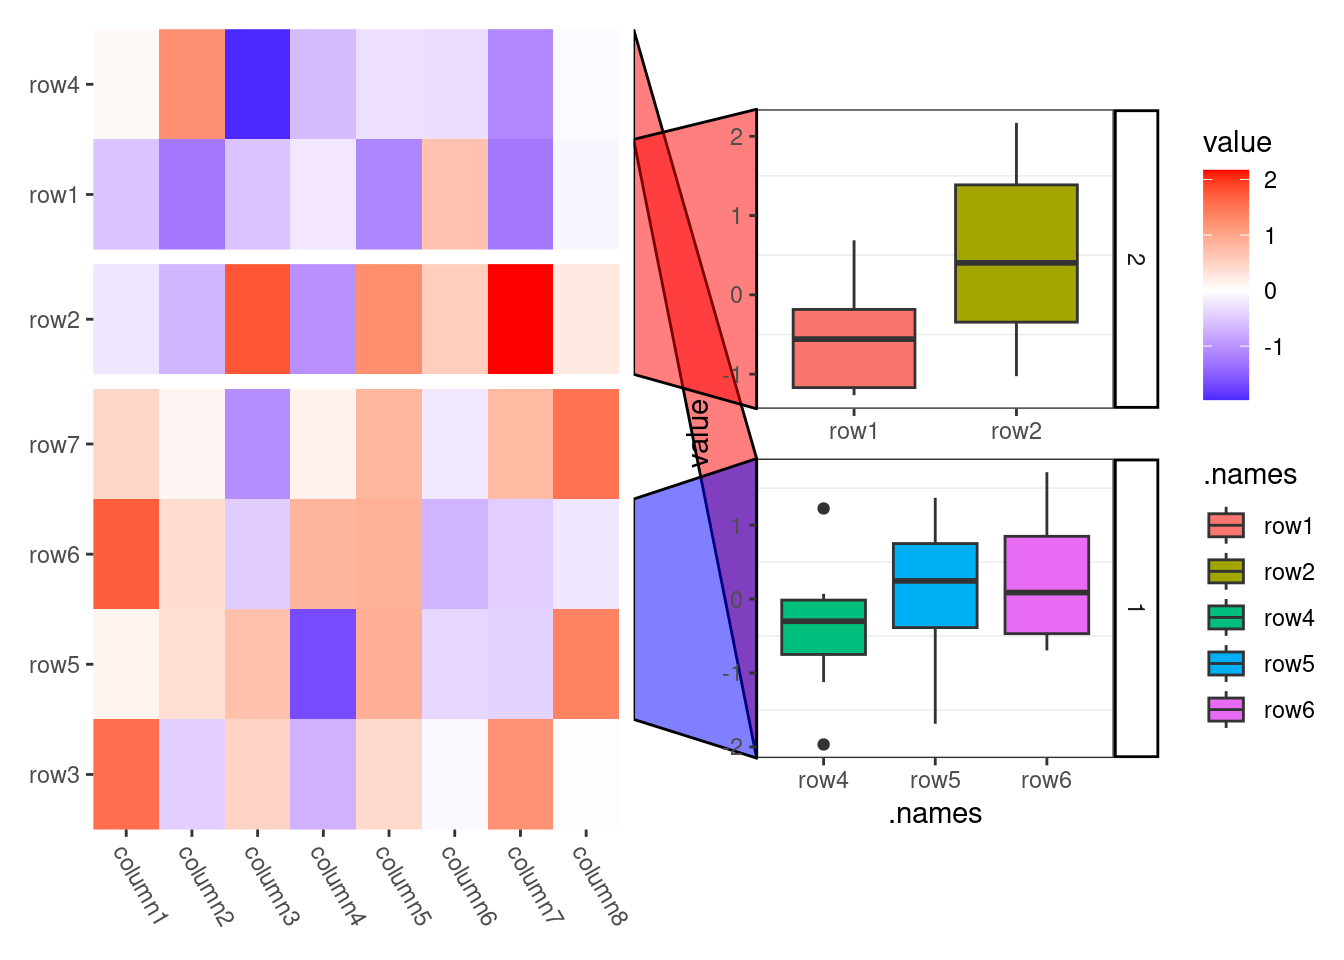 row4
row1
row2
row7
row6
row5
row3
column1
column2
column3
column4
column5
column6
column7
column8
value
2
1
0
-1
2
row1
row2
1
0
-1
-2
1
row4
row5
row6
.names
value
2
1
0
-1
.names
row1
row2
row4
row5
row6